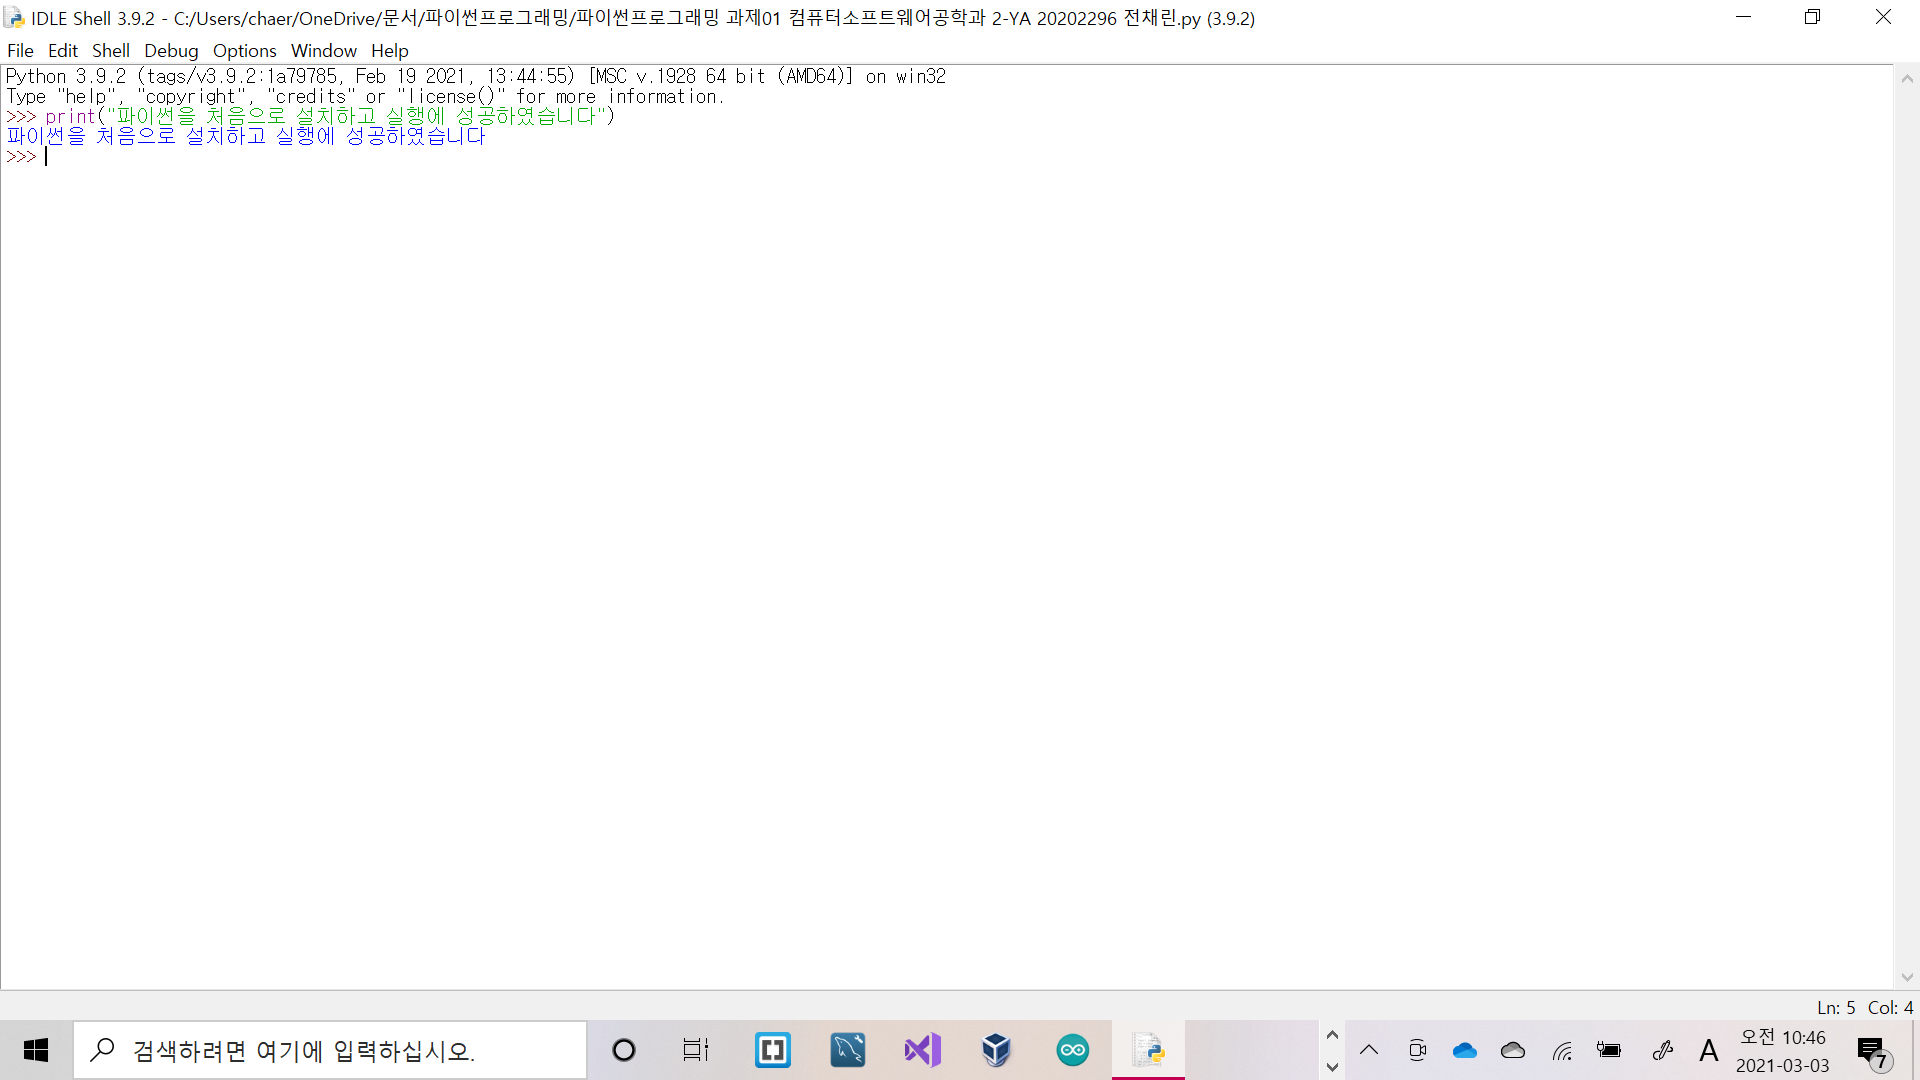 IDLE Shell 3.9.2 - C:/Users/chaer/OneDrive/문서/파이썬프로그래밍/파이썬프로그래밍 과제01 컴퓨터소프트웨어공학과 2-YA 20202296 전채린.py (3.9.2)
File Edit Shell Debug Options Window Help
Python 3.9.2 (tags/v3.9.2:1a79785, Feb 19 2021, 13:44:55) [MSC v.1928 64 bit (AMD64)] on win32
Type "help", "copyright", "credits" or "license()" for more information.
>>> print("파이썬을 처음으로 설치하고 실행에 성공하였습니다")
파이썬을 처음으로 설치하고 실행에 성공하였습니다
>>>
Ln: 5 Col: 4
검색하려면 여기에 입력하십시오.
A
오전 10:46
2021-03-03
7